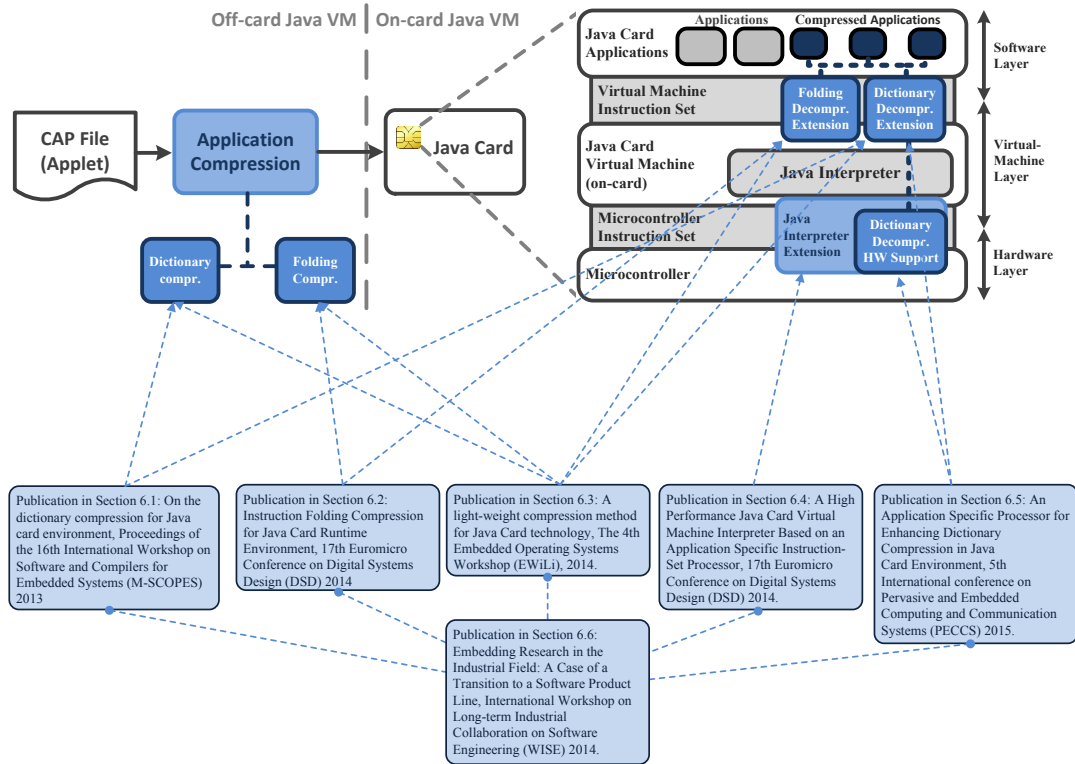 Off-card Java VM
On-card Java VM
CAP File
(Applet)
Application
Compression
Java Card
Dictionary
compr.
Folding
Compr.
Java Card
Applications
Applications
Compressed Applications
Software
Layer
Virtual Machine
Instruction Set
Folding
Decompr.
Extension
Dictionary
Decompr.
Extension
Java Card
Virtual Machine
(on-card)
Java Interpreter
Virtual-
Machine
Layer
Microcontroller
Instruction Set
Java
Interpreter
Extension
Dictionary
Decompr.
HW Support
Microcontroller
Hardware
Layer
Publication in Section 6.1: On the
dictionary compression for Java
card environment, Proceedings of
the 16th International Workshop on
Software and Compilers for
Embedded Systems (M-SCOPES)
2013
Publication in Section 6.2:
Instruction Folding Compression
for Java Card Runtime
Environment, 17th Euromicro
Conference on Digital Systems
Design (DSD) 2014
Publication in Section 6.3: A
light-weight compression method
for Java Card technology, The 4th
Embedded Operating Systems
Workshop (EWiLi), 2014.
Publication in Section 6.4: A High
Performance Java Card Virtual
Machine Interpreter Based on an
Application Specific Instruction-
Set Processor, 17th Euromicro
Conference on Digital Systems
Design (DSD) 2014.
Publication in Section 6.5: An
Application Specific Processor for
Enhancing Dictionary
Compression in Java
Card Environment, 5th
International conference on
Pervasive and Embedded
Computing and Communication
Systems (PECCS) 2015.
Publication in Section 6.6:
Embedding Research in the
Industrial Field: A Case of a
Transition to a Software Product
Line, International Workshop on
Long-term Industrial
Collaboration on Software
Engineering (WISE) 2014.